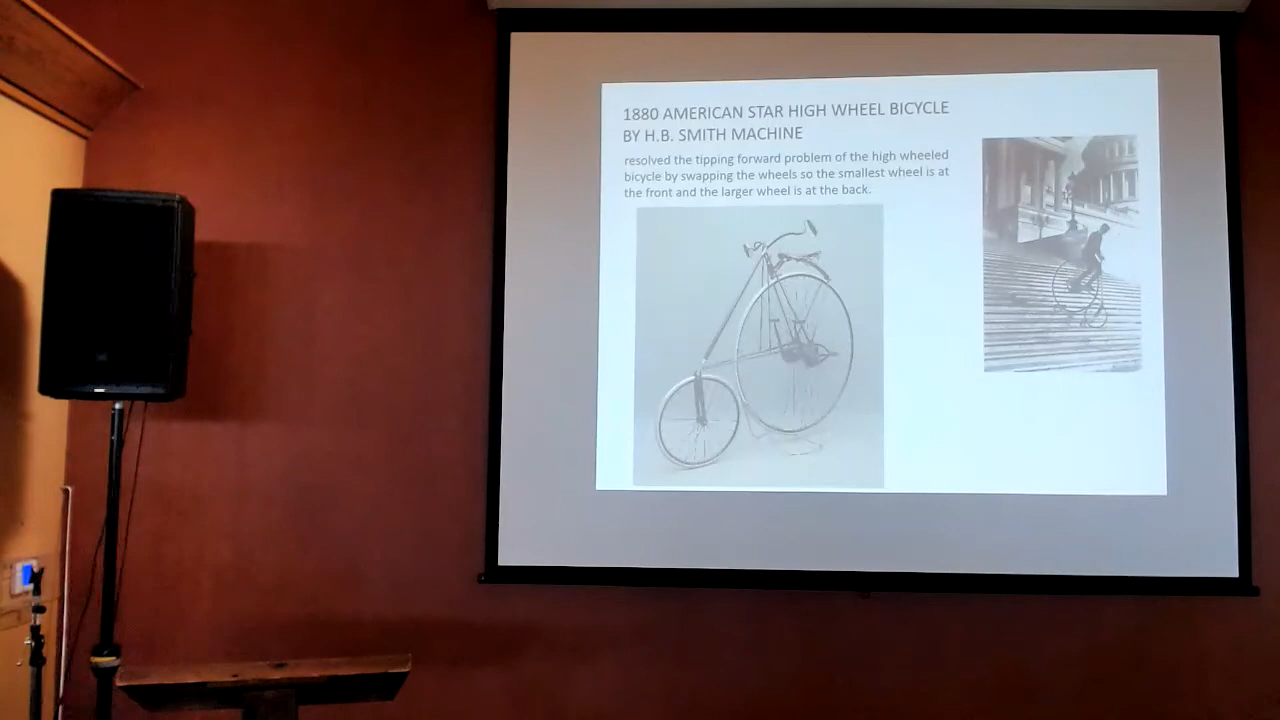 1880 AMERICAN STAR HIGH WHEEL BICYCLE
BY H.B. SMITH MACHINE
resolved the tipping forward problem of the high wheeled
bicycle by swapping the wheels so the smallest wheel is at
the front and the larger wheel is at the back.